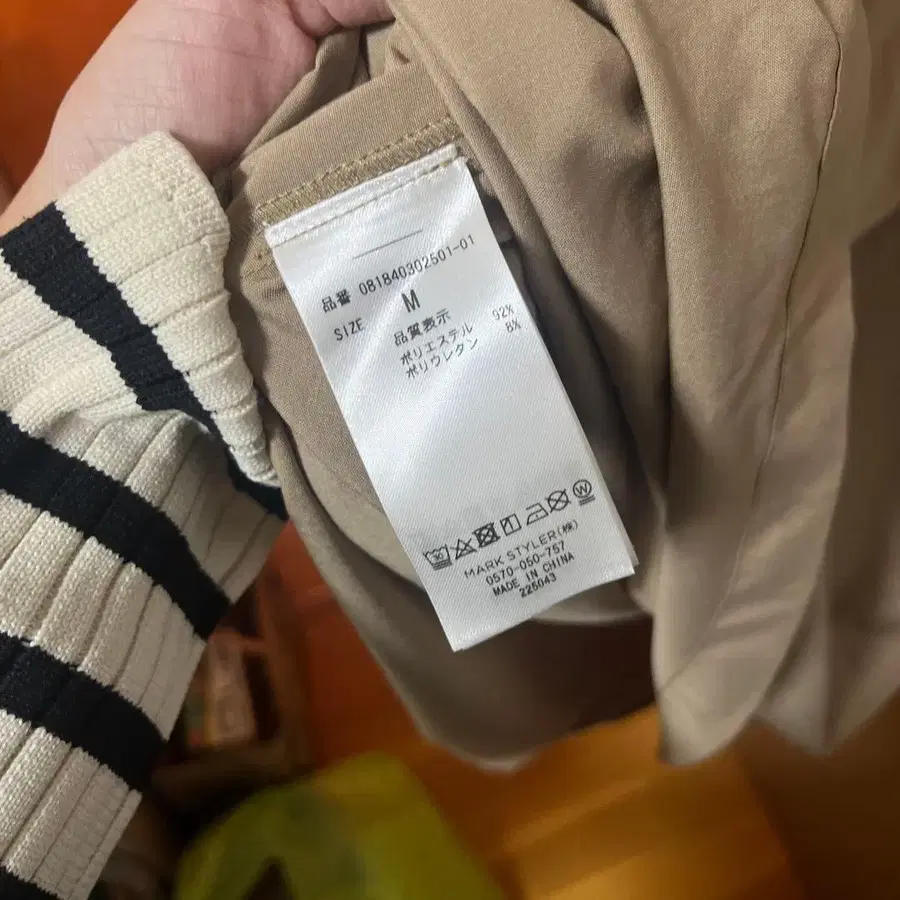 品番 081840302501-01
SIZE M
品質表示
ポリエステル 92%
ポリウレタン 8%
MARK STYLER(株)
0570-050-757
MADE IN CHINA
225043